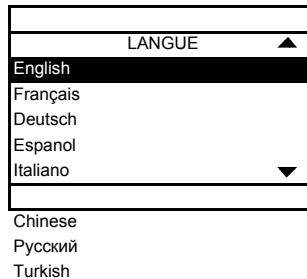 LANGUE
English
Français
Deutsch
Espanol
Italiano
Chinese
Русский
Turkish